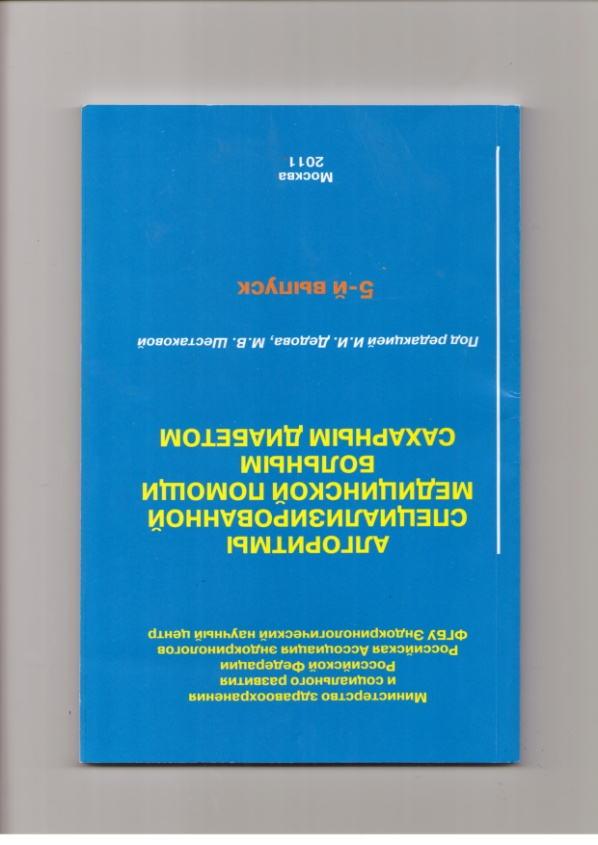 Министерство здравоохранения
и социального развития
Российской Федерации
Российская Ассоциация эндокринологов
ФГБУ Эндокринологический научный центр
АЛГОРИТМЫ
СПЕЦИАЛИЗИРОВАННОЙ
МЕДИЦИНСКОЙ ПОМОЩИ
БОЛЬНЫМ
САХАРНЫМ ДИАБЕТОМ
Под редакцией И.И. Дедова, М.В. Шестаковой
5-й выпуск
Москва
2011